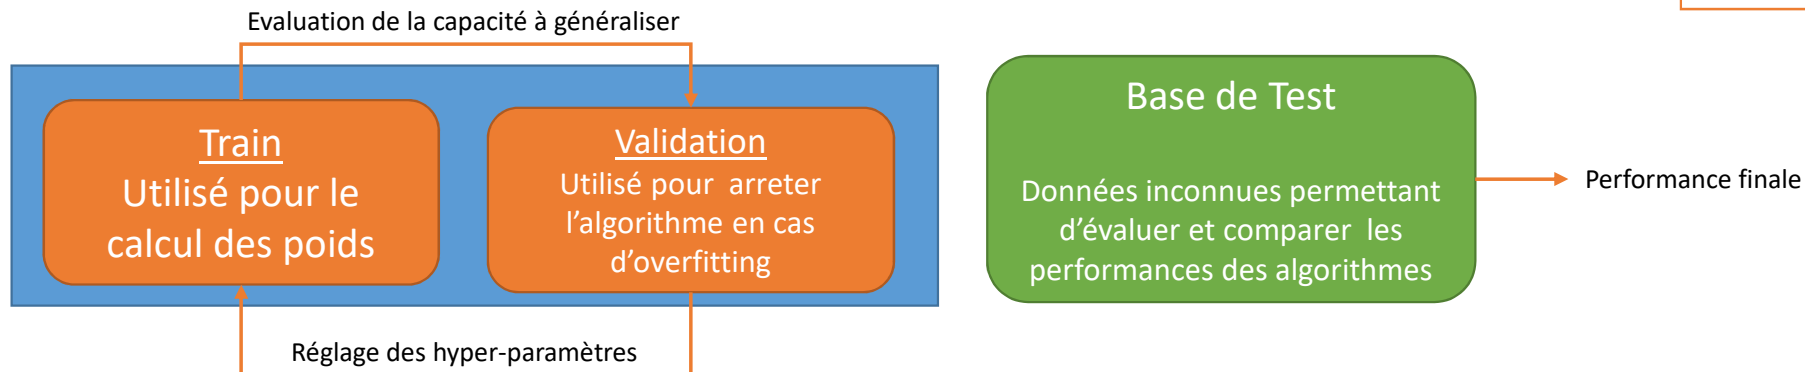 Evaluation de la capacité à généraliser
Train
Utilisé pour le
calcul des poids
Validation
Utilisé pour arreter
l'algorithme en cas
d'overfitting
Réglage des hyper-paramètres
Base de Test
Données inconnues permettant
d'évaluer et comparer les
performances des algorithmes
Performance finale